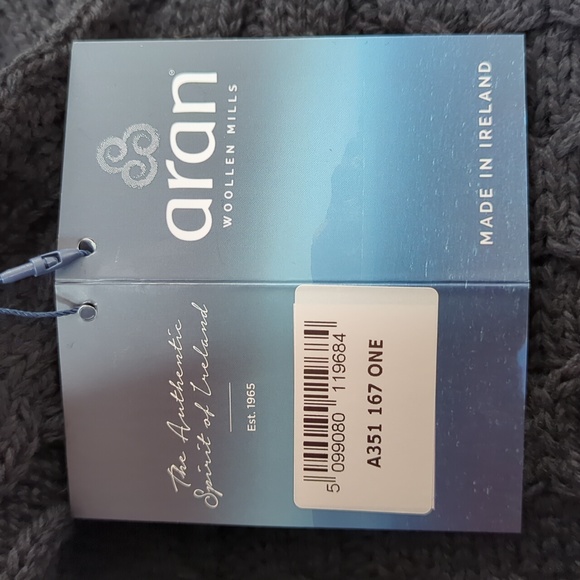 aran®
WOOLLEN MILLS
MADE IN IRELAND
The Authentic
Spirit of Ireland
Est. 1965
5 099080 119684
A351 167 ONE